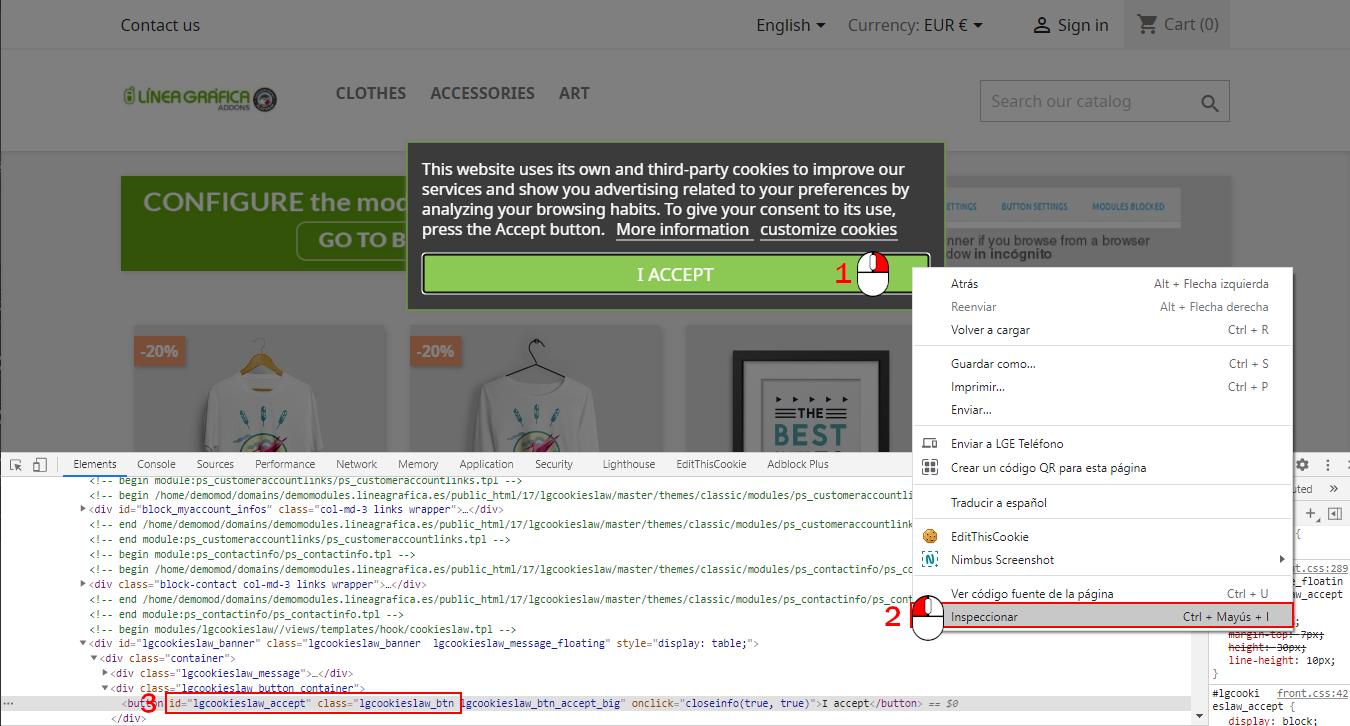 Contact us
English
Currency: EUR €
Sign in
Cart (0)
LÍNEA GRÁFICA
ADDONS
CLOTHES
ACCESSORIES
ART
Search our catalog
This website uses its own and third-party cookies to improve our
services and show you advertising related to your preferences by
analyzing your browsing habits. To give your consent to its use,
press the Accept button. More information customize cookies
I ACCEPT
1
CONFIGURE the mod
GO TO B
ETTINGS BUTTON SETTINGS MODULES BLOCKED
nner if you browse from a browser
dow in incógnito
-20%
-20%
THE
BEST
Atrás Alt + Flecha izquierda
Reenviar Alt + Flecha derecha
Volver a cargar Ctrl + R
Guardar como... Ctrl + S
Imprimir... Ctrl + P
Enviar...
Enviar a LGE Teléfono
Crear un código QR para esta página
Traducir a español
EditThisCookie
Nimbus Screenshot
Ver código fuente de la página Ctrl + U
2
Inspeccionar Ctrl + Mayús + I
Elements Console Sources Performance Network Memory Application Security Lighthouse EditThisCookie Adblock Plus
<!-- begin module:ps_customeraccountlinks/ps_customeraccountlinks.tpl -->
<!-- begin /home/demomod/domains/demomodules.lineagrafica.es/public_html/17/lgcookieslaw/master/themes/classic/modules/ps_customeraccountli
<div id="block_myaccount_infos" class="col-md-3 links wrapper">…</div>
<!-- end /home/demomod/domains/demomodules.lineagrafica.es/public_html/17/lgcookieslaw/master/themes/classic/modules/ps_customeraccountlink
<!-- end module:ps_customeraccountlinks/ps_customeraccountlinks.tpl -->
<!-- begin module:ps_contactinfo/ps_contactinfo.tpl -->
<!-- begin /home/demomod/domains/demomodules.lineagrafica.es/public_html/17/lgcookieslaw/master/themes/classic/modules/ps_contactinfo/ps_co
<div class="block-contact col-md-3 links wrapper">…</div>
<!-- end /home/demomod/domains/demomodules.lineagrafica.es/public_html/17/lgcookieslaw/master/themes/classic/modules/ps_contactinfo/ps_cont
<!-- end module:ps_contactinfo/ps_contactinfo.tpl -->
<!-- begin modules/lgcookieslaw//views/templates/hook/cookieslaw.tpl -->
<div id="lgcookieslaw_banner" class="lgcookieslaw_banner lgcookieslaw_message_floating" style="display: table;">
<div class="container">
<div class="lgcookieslaw_message">…</div>
<div class="lgcookieslaw_button_container">
3
<button id="lgcookieslaw_accept" class="lgcookieslaw_btn lgcookieslaw_btn_accept_big" onclick="closeinfo(true, true)">I accept</button> == $0
</div>
uted
{
nt.css:289
e_floatin
aw_accept
margin-top: 7px;
height: 30px;
line-height: 10px;
}
#lgcooki front.css:42
eslaw_accept {
display: block;